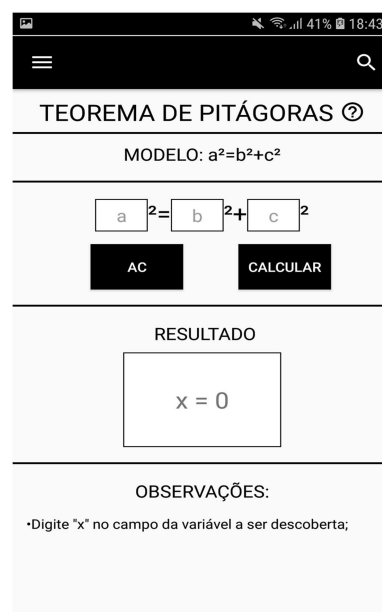 41% 18:43
TEOREMA DE PITÁGORAS ?
MODELO: a²=b²+c²
a ²= b ²+ c ²
AC CALCULAR
RESULTADO
x = 0
OBSERVAÇÕES:
•Digite "x" no campo da variável a ser descoberta;